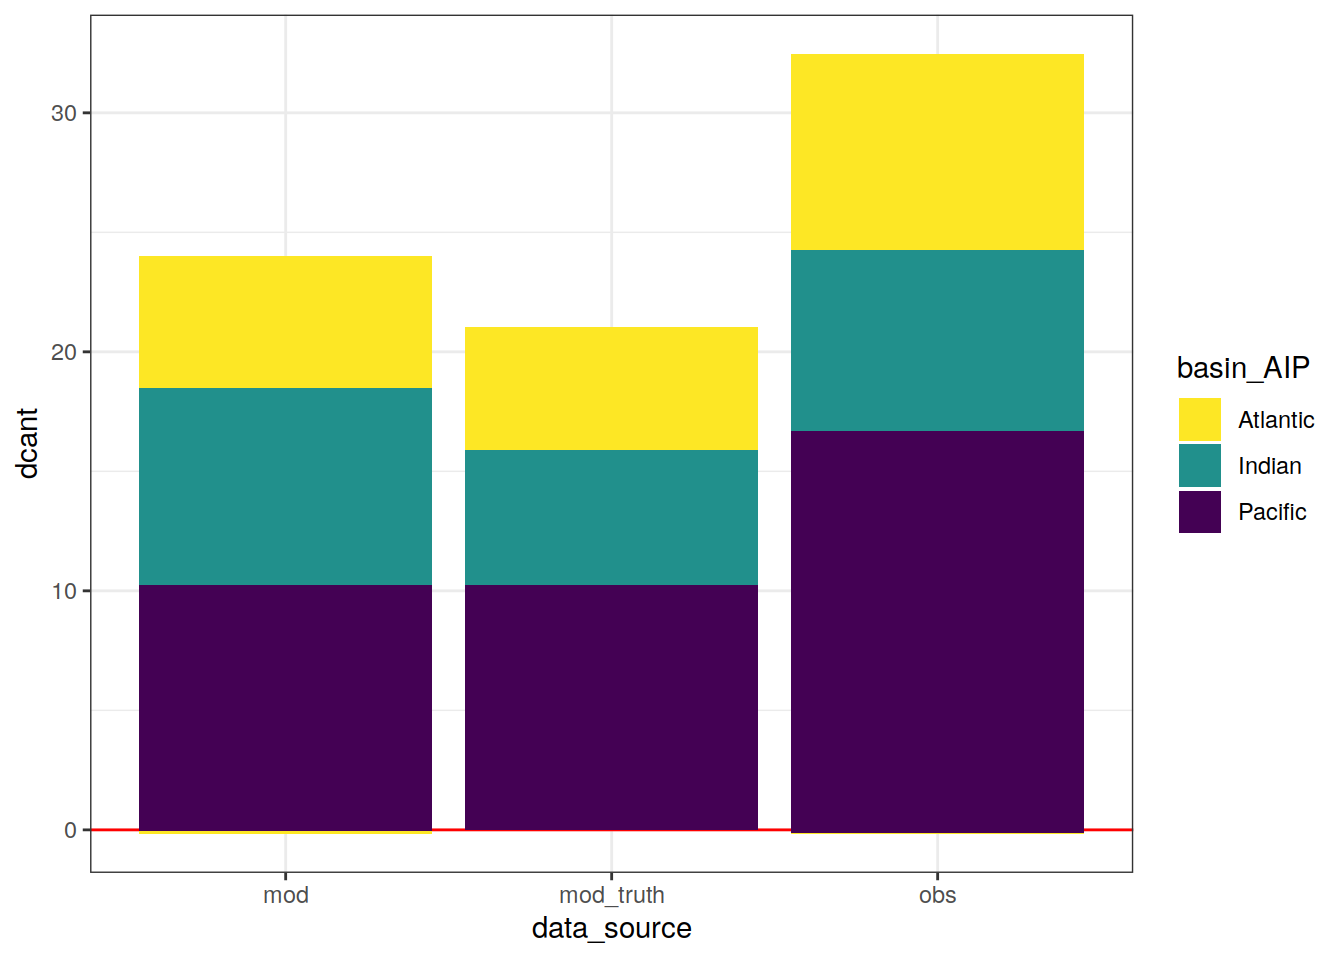 30
20
10
0
dcant
mod
mod_truth
obs
data_source
basin_AIP
Atlantic
Indian
Pacific